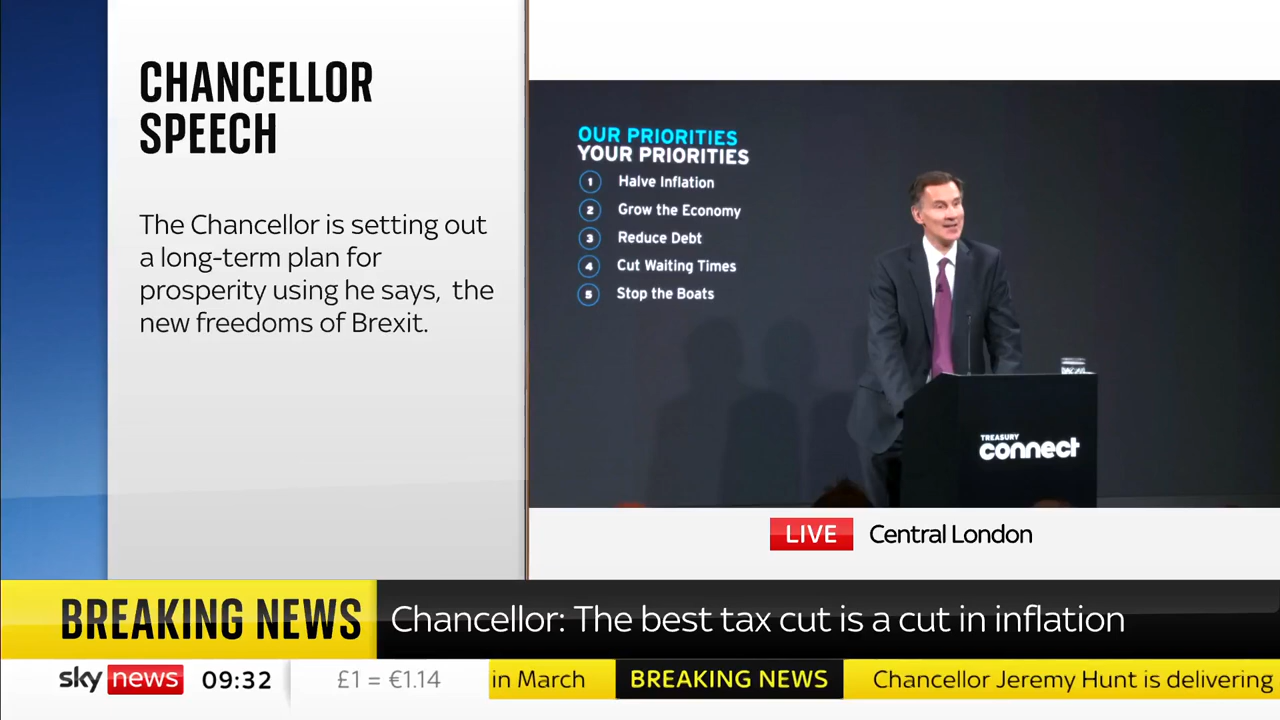 CHANCELLOR
SPEECH
The Chancellor is setting out
a long-term plan for
prosperity using he says, the
new freedoms of Brexit.
OUR PRIORITIES
YOUR PRIORITIES
1 Halve Inflation
2 Grow the Economy
3 Reduce Debt
4 Cut Waiting Times
5 Stop the Boats
TREASURY
connect
LIVE Central London
BREAKING NEWS Chancellor: The best tax cut is a cut in inflation
sky news 09:32 £1 = €1.14 in March BREAKING NEWS Chancellor Jeremy Hunt is delivering